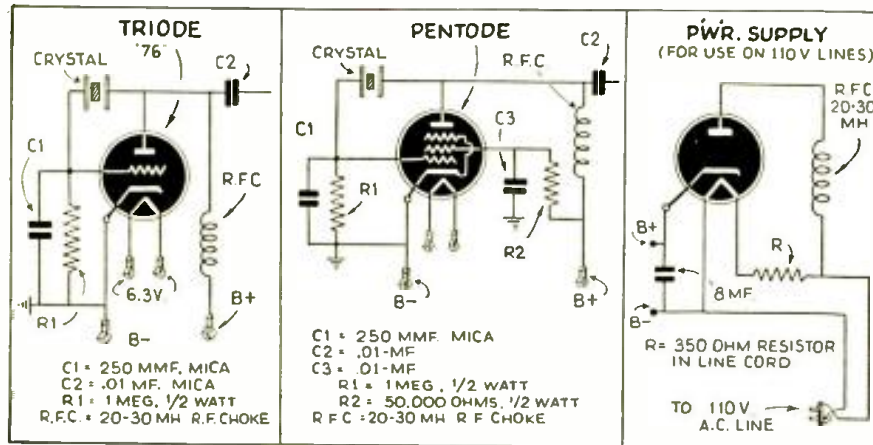 TRIODE
"76"
CRYSTAL
C2
C1
R.F.C
R1
6.3V
B-
B+
C1 = 250 MMF. MICA
C2 = .01 MF. MICA
R1 = 1 MEG, 1/2 WATT
R.F.C. = 20-30 MH R.F. CHOKE
PENTODE
CRYSTAL
R.F.C
C2
C1
C3
R1
R2
B-
B+
C1 = 250 MMF. MICA
C2 = .01-MF
C3 = .01-MF
R1 = 1 MEG, 1/2 WATT
R2 = 50,000 OHMS, 1/2 WATT
R F C = 20-30 MH R F CHOKE
PWR. SUPPLY
(FOR USE ON 110 V LINES)
R F C
20-30
MH
B+
R
8 MF
B-
R = 350 OHM RESISTOR
IN LINE CORD
TO 110 V
A.C. LINE